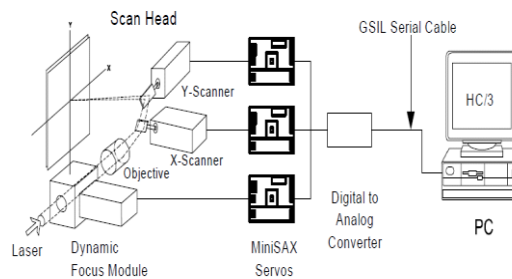 Scan Head
GSIL Serial Cable
Y
X
Y-Scanner
HC/3
X-Scanner
Objective
Laser
Dynamic
Focus Module
MiniSAX
Servos
Digital to
Analog
Converter
PC